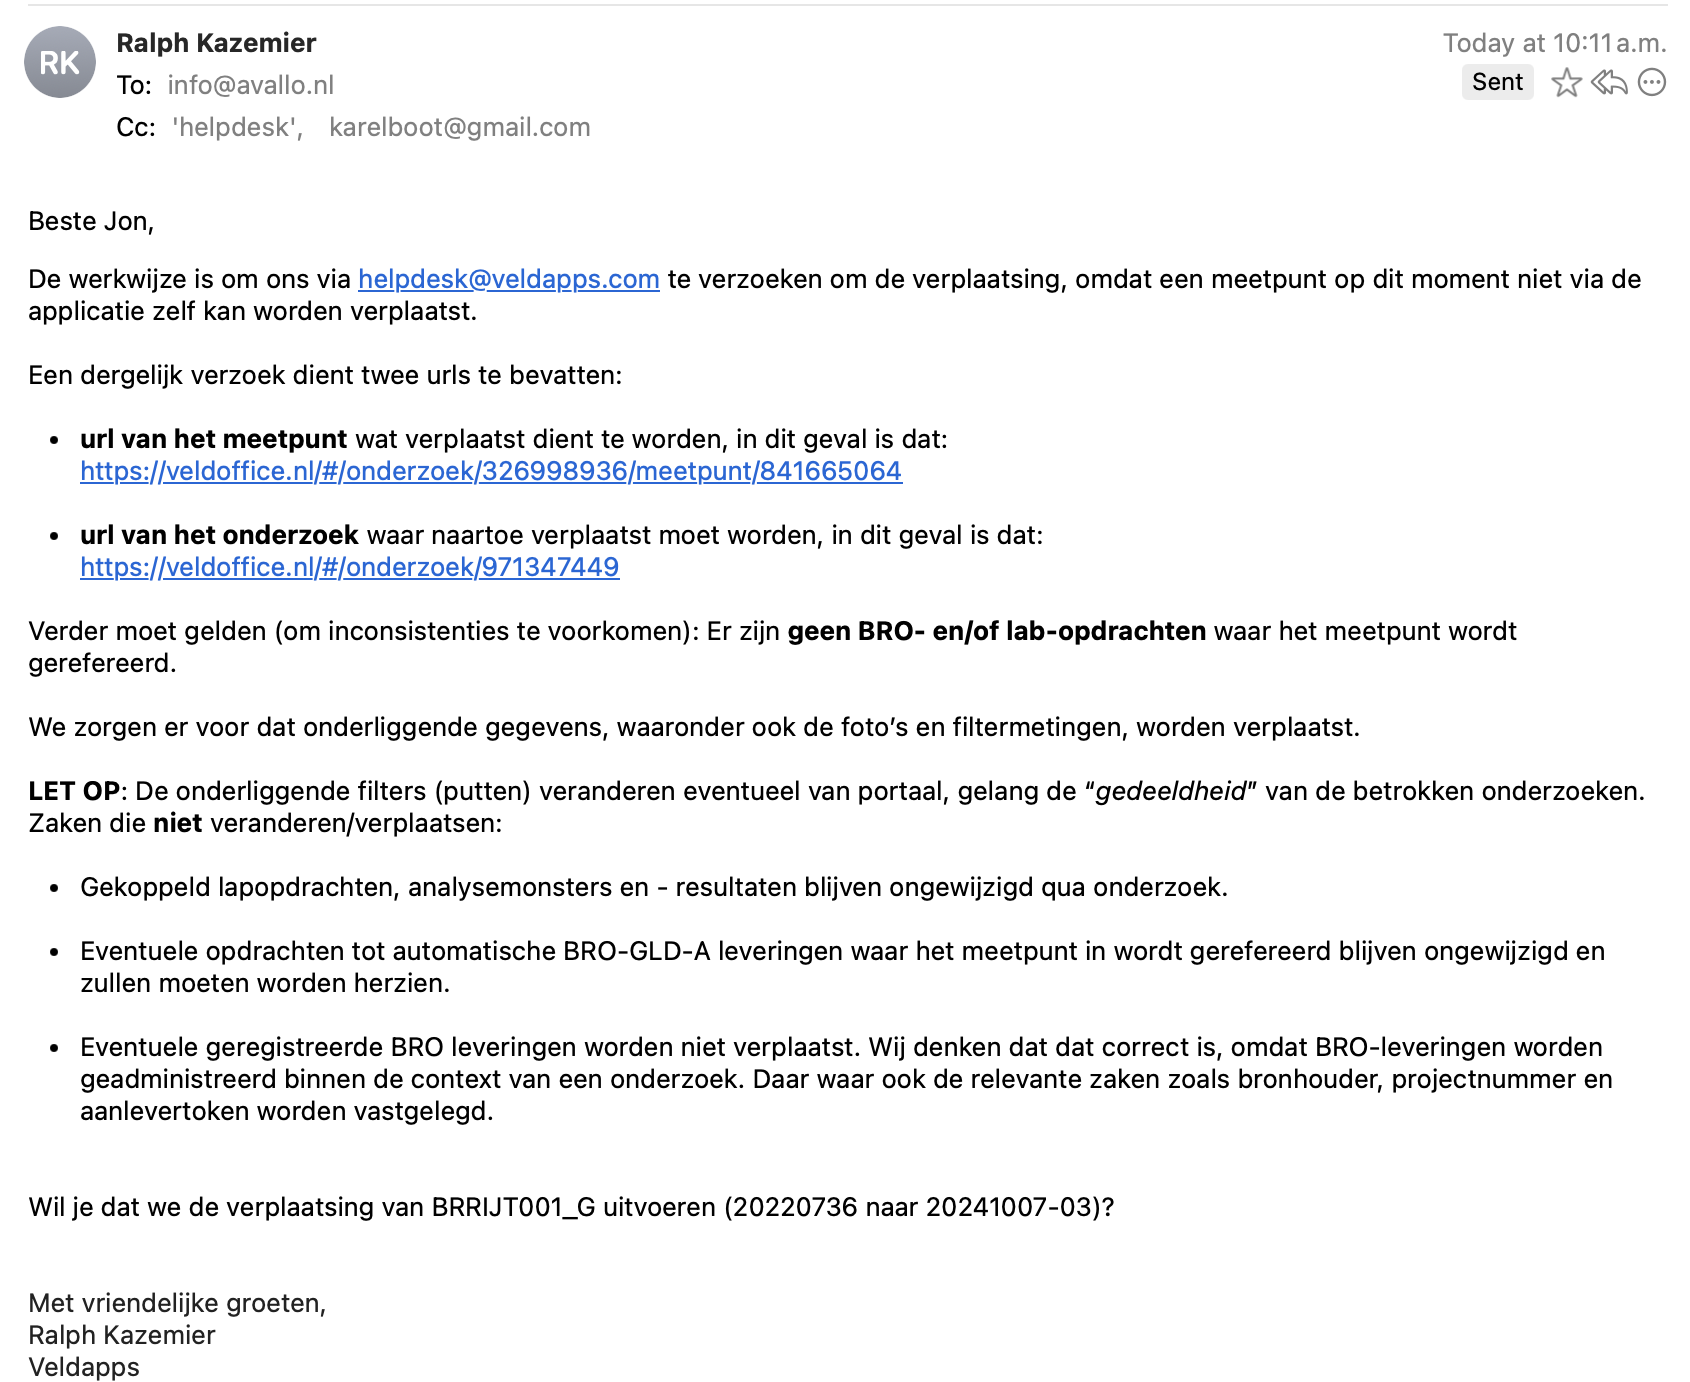 RK
Ralph Kazemier
Today at 10:11 a.m.
To: info@avallo.nl
Sent
Cc: 'helpdesk', karelboot@gmail.com
Beste Jon,
De werkwijze is om ons via helpdesk@veldapps.com te verzoeken om de verplaatsing, omdat een meetpunt op dit moment niet via de
applicatie zelf kan worden verplaatst.
Een dergelijk verzoek dient twee urls te bevatten:
• url van het meetpunt wat verplaatst dient te worden, in dit geval is dat:
https://veldoffice.nl/#/onderzoek/326998936/meetpunt/841665064
• url van het onderzoek waar naartoe verplaatst moet worden, in dit geval is dat:
https://veldoffice.nl/#/onderzoek/971347449
Verder moet gelden (om inconsistenties te voorkomen): Er zijn geen BRO- en/of lab-opdrachten waar het meetpunt wordt
gerefereerd.
We zorgen er voor dat onderliggende gegevens, waaronder ook de foto’s en filtermetingen, worden verplaatst.
LET OP: De onderliggende filters (putten) veranderen eventueel van portaal, gelang de “gedeeldheid” van de betrokken onderzoeken.
Zaken die niet veranderen/verplaatsen:
• Gekoppeld lapopdrachten, analysemonsters en - resultaten blijven ongewijzigd qua onderzoek.
• Eventuele opdrachten tot automatische BRO-GLD-A leveringen waar het meetpunt in wordt gerefereerd blijven ongewijzigd en
zullen moeten worden herzien.
• Eventuele geregistreerde BRO leveringen worden niet verplaatst. Wij denken dat dat correct is, omdat BRO-leveringen worden
geadministreerd binnen de context van een onderzoek. Daar waar ook de relevante zaken zoals bronhouder, projectnummer en
aanlevertoken worden vastgelegd.
Wil je dat we de verplaatsing van BRRIJT001_G uitvoeren (20220736 naar 20241007-03)?
Met vriendelijke groeten,
Ralph Kazemier
Veldapps